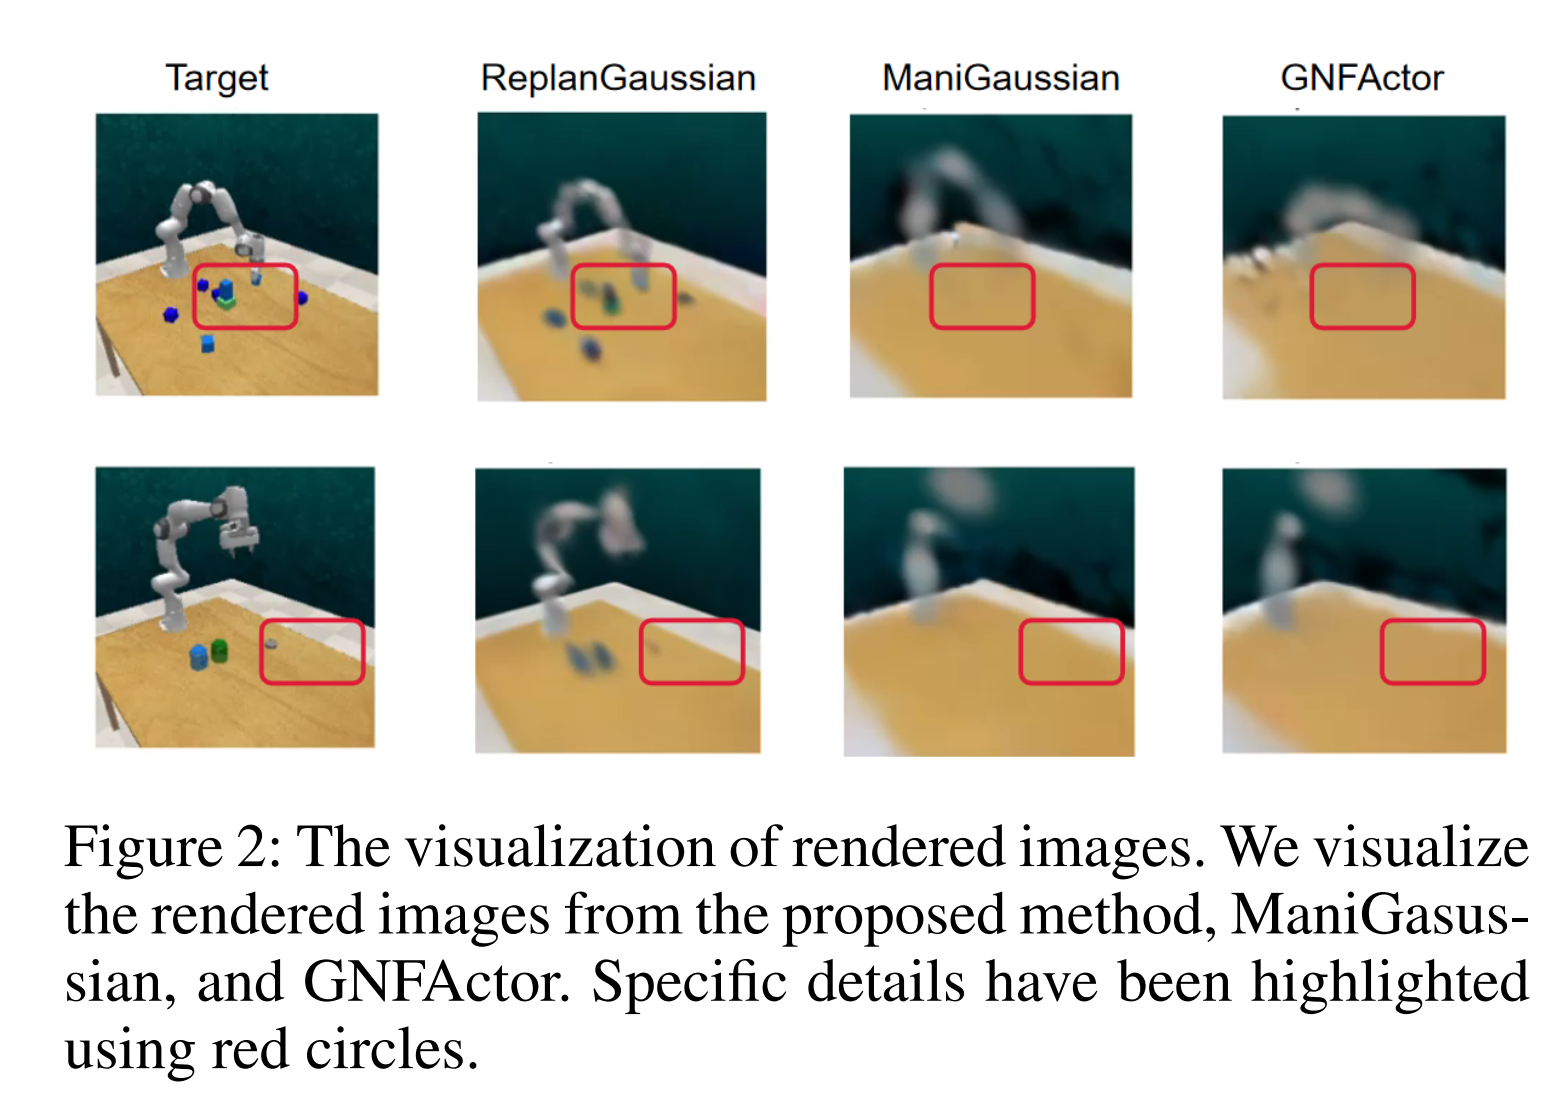 Target ReplanGaussian ManiGaussian GNFActor
Figure 2: The visualization of rendered images. We visualize
the rendered images from the proposed method, ManiGasus-
sian, and GNFActor. Specific details have been highlighted
using red circles.